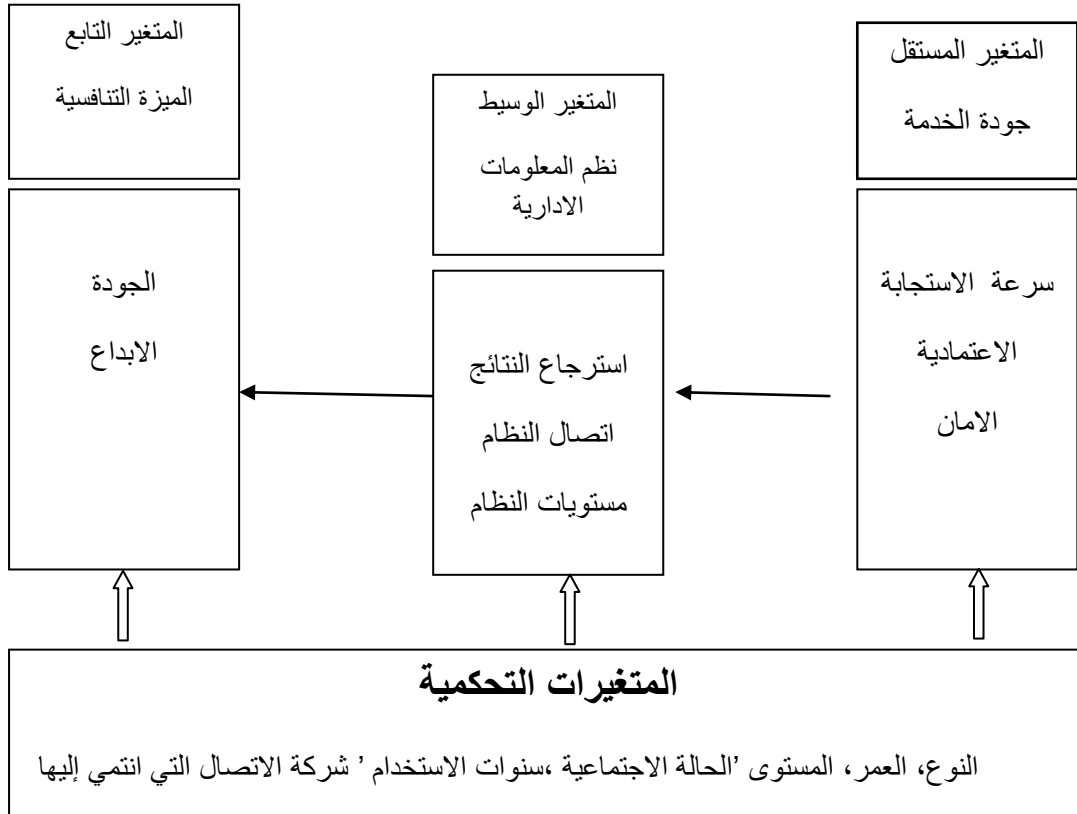 المتغير المستقل
جودة الخدمة
سرعة الاستجابة
الاعتمادية
الامان
المتغير الوسيط
نظم المعلومات
الادارية
استرجاع النتائج
اتصال النظام
مستويات النظام
المتغير التابع
الميزة التنافسية
الجودة
الابداع
المتغيرات التحكمية
النوع، العمر، المستوى ’الحالة الاجتماعية ،سنوات الاستخدام ’ شركة الاتصال التي انتمي إليها